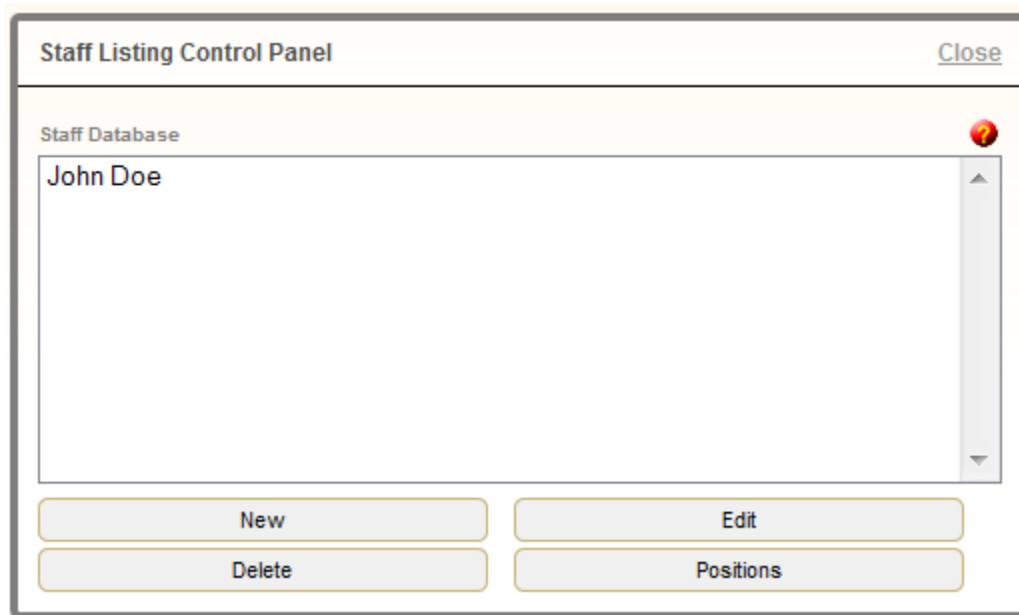 Staff Listing Control Panel Close
Staff Database ?
John Doe
New Edit
Delete Positions